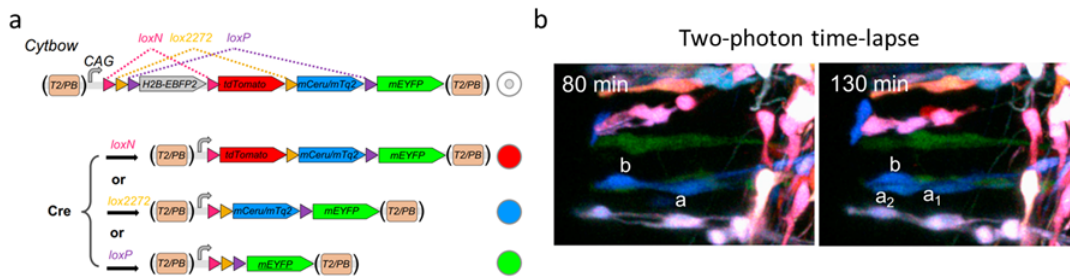 a
loxN
lox2272
loxP
Cytbow
CAG
(T2/PB) H2B-EBFP2 tdTomato mCeru/mTq2 mEYFP (T2/PB)
loxN
(T2/PB) tdTomato mCeru/mTq2 mEYFP (T2/PB)
or
Cre
lox2272
(T2/PB) mCeru/mTq2 mEYFP (T2/PB)
or
loxP
(T2/PB) mEYFP (T2/PB)
b
Two-photon time-lapse
80 min
b
a
130 min
b
a2 a1